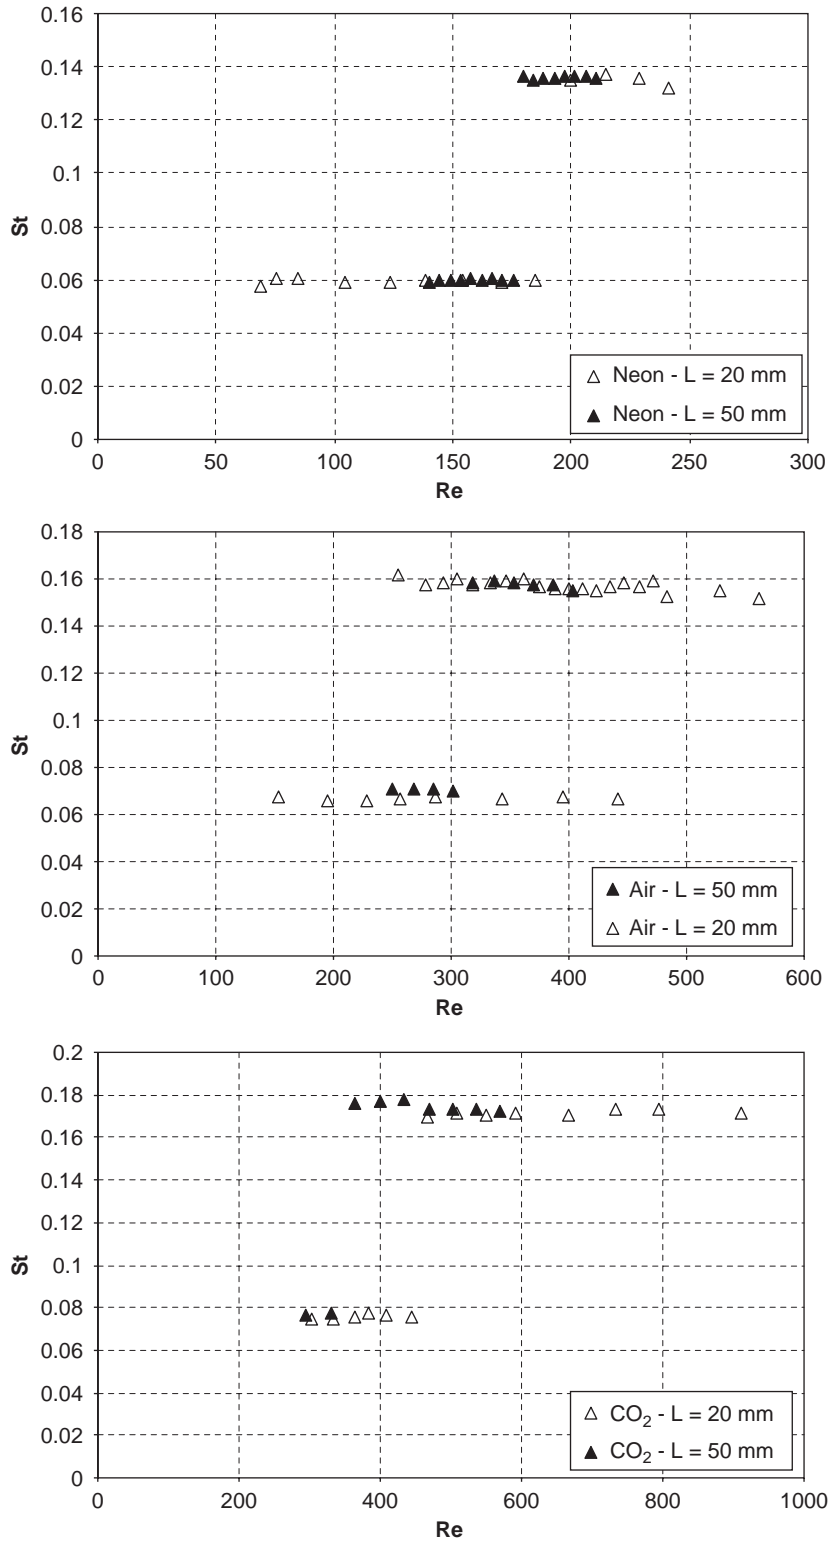 0.16
0.14
0.12
0.1
0.08
0.06
0.04
0.02
0
St
Neon - L = 20 mm
Neon - L = 50 mm
0 50 100 150 200 250 300
Re
0.18
0.16
0.14
0.12
0.1
0.08
0.06
0.04
0.02
0
St
Air - L = 50 mm
Air - L = 20 mm
0 100 200 300 400 500 600
Re
0.2
0.18
0.16
0.14
0.12
0.1
0.08
0.06
0.04
0.02
0
St
CO2 - L = 20 mm
CO2 - L = 50 mm
0 200 400 600 800 1000
Re